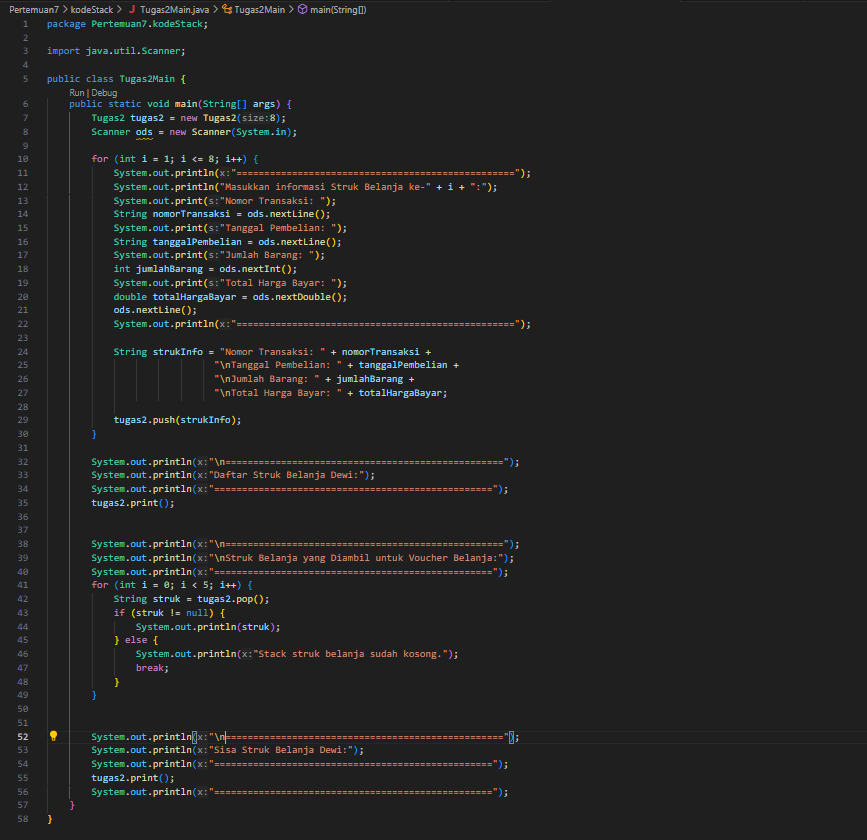 Pertemuan7 > kodeStack > J Tugas2Main.java > Tugas2Main > main(String[])
1 package Pertemuan7.kodeStack;
2
3 import java.util.Scanner;
4
5 public class Tugas2Main {
Run | Debug
6 public static void main(String[] args) {
7 Tugas2 tugas2 = new Tugas2(size:8);
8 Scanner ods = new Scanner(System.in);
9
10 for (int i = 1; i <= 8; i++) {
11 System.out.println(x:"==================================================");
12 System.out.println("Masukkan informasi Struk Belanja ke-" + i + ":");
13 System.out.print(s:"Nomor Transaksi: ");
14 String nomorTransaksi = ods.nextLine();
15 System.out.print(s:"Tanggal Pembelian: ");
16 String tanggalPembelian = ods.nextLine();
17 System.out.print(s:"Jumlah Barang: ");
18 int jumlahBarang = ods.nextInt();
19 System.out.print(s:"Total Harga Bayar: ");
20 double totalHargaBayar = ods.nextDouble();
21 ods.nextLine();
22 System.out.println(x:"==================================================");
23
24 String strukInfo = "Nomor Transaksi: " + nomorTransaksi +
25 "\nTanggal Pembelian: " + tanggalPembelian +
26 "\nJumlah Barang: " + jumlahBarang +
27 "\nTotal Harga Bayar: " + totalHargaBayar;
28
29 tugas2.push(strukInfo);
30 }
31
32 System.out.println(x:"\n==================================================");
33 System.out.println(x:"Daftar Struk Belanja Dewi:");
34 System.out.println(x:"==================================================");
35 tugas2.print();
36
37
38 System.out.println(x:"\n==================================================");
39 System.out.println(x:"\nStruk Belanja yang Diambil untuk Voucher Belanja:");
40 System.out.println(x:"==================================================");
41 for (int i = 0; i < 5; i++) {
42 String struk = tugas2.pop();
43 if (struk != null) {
44 System.out.println(struk);
45 } else {
46 System.out.println(x:"Stack struk belanja sudah kosong.");
47 break;
48 }
49 }
50
51
52 System.out.println(x:"\n==================================================");
53 System.out.println(x:"Sisa Struk Belanja Dewi:");
54 System.out.println(x:"==================================================");
55 tugas2.print();
56 System.out.println(x:"==================================================");
57 }
58 }